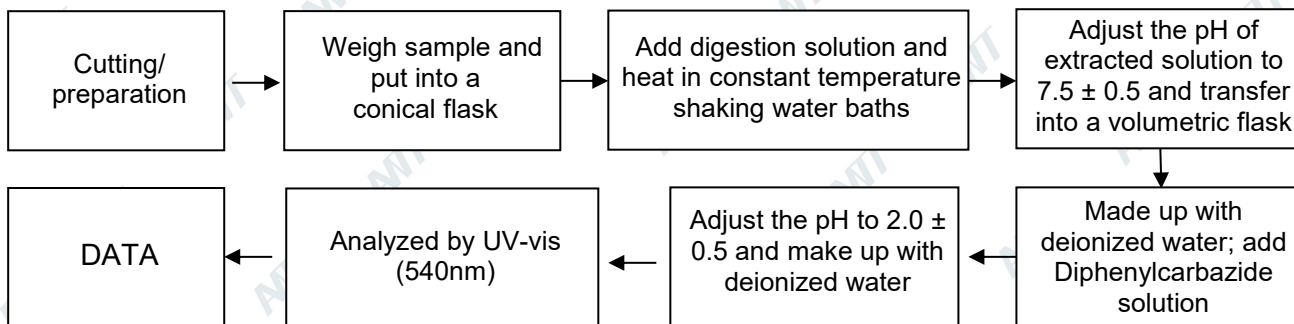 Cutting/
preparation
Weigh sample and
put into a
conical flask
Add digestion solution and
heat in constant temperature
shaking water baths
Adjust the pH of
extracted solution to
7.5 ± 0.5 and transfer
into a volumetric flask
Made up with
deionized water; add
Diphenylcarbazide
solution
Adjust the pH to 2.0 ±
0.5 and make up with
deionized water
Analyzed by UV-vis
(540nm)
DATA